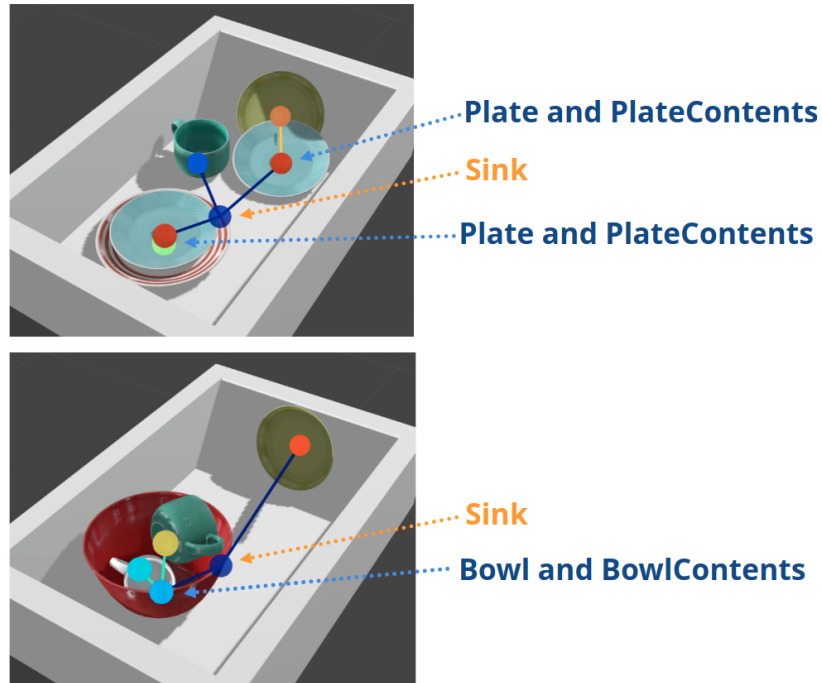 Plate and PlateContents
Sink
Plate and PlateContents
Sink
Bowl and BowlContents